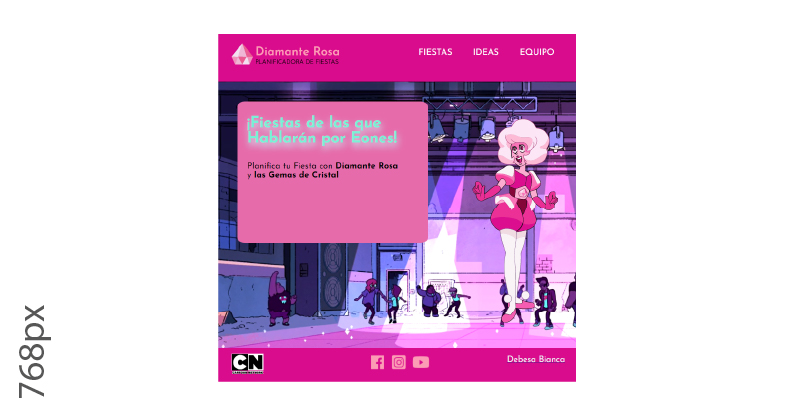 Diamante Rosa
PLANIFICADORA DE FIESTAS
FIESTAS IDEAS EQUIPO
¡Fiestas de las que
Hablarán por Eones!
Planifica tu Fiesta con Diamante Rosa
y las Gemas de Cristal
768px
CN
Debesa Bianca